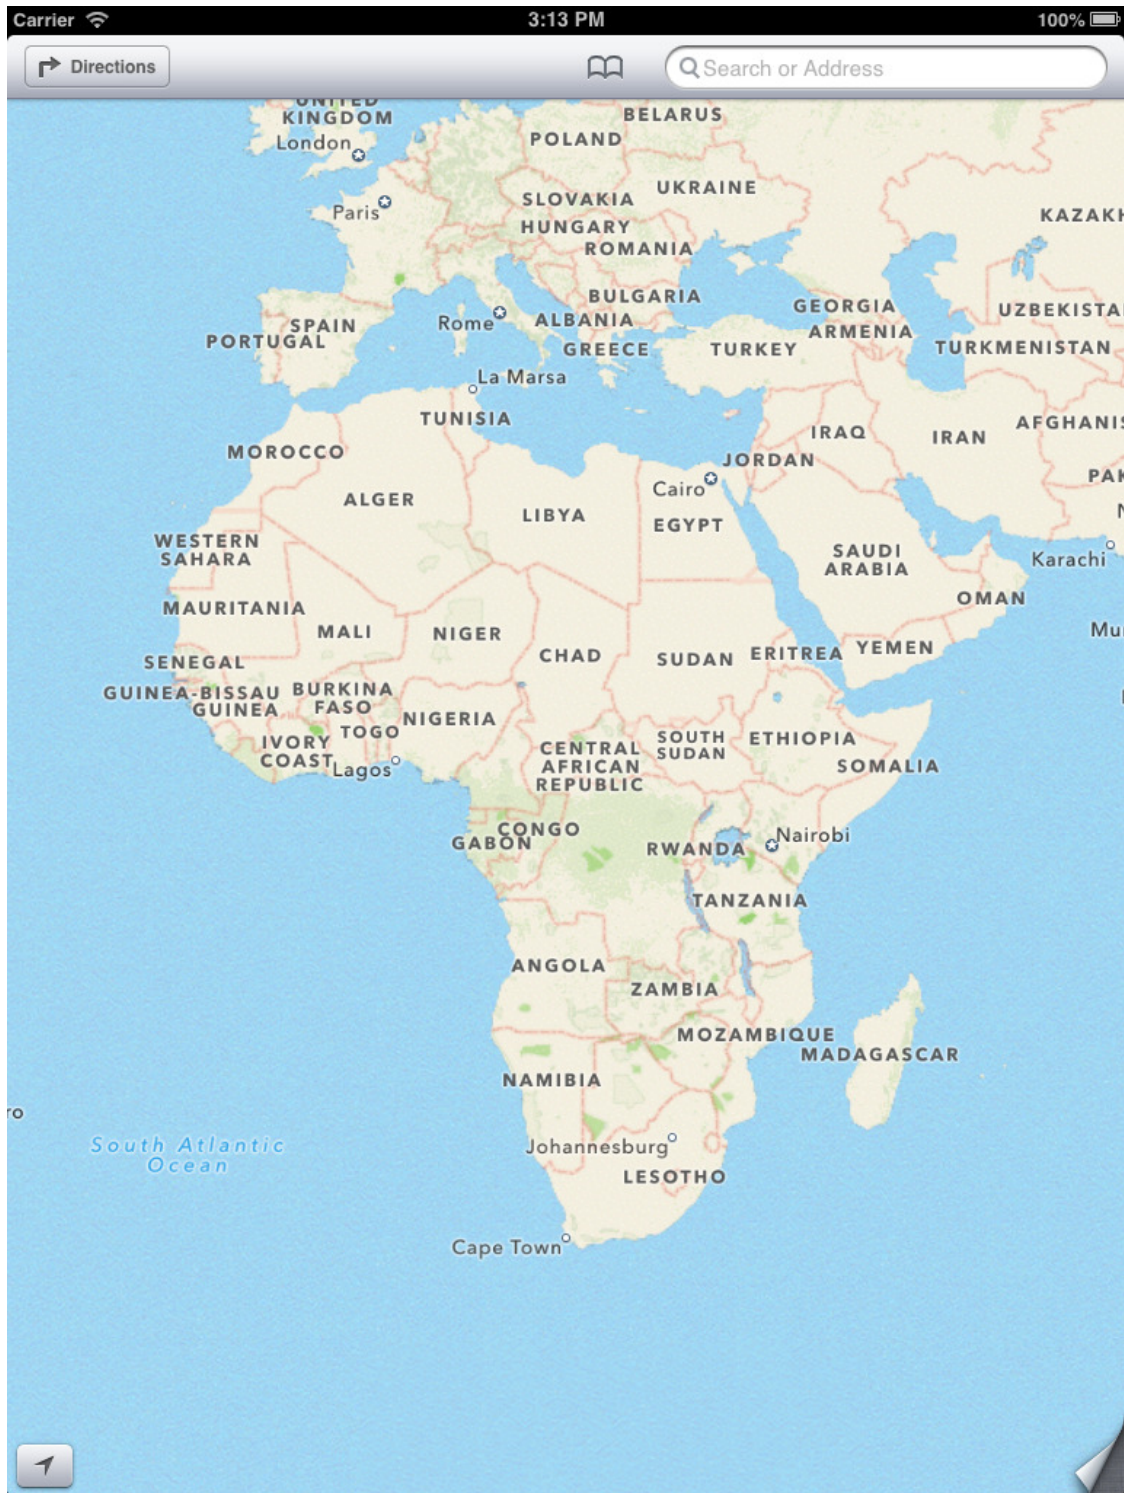 Carrier
3:13 PM
100%
Directions
Search or Address
UNITED
KINGDOM
BELARUS
London
POLAND
UKRAINE
SLOVAKIA
Paris
KAZAKH
HUNGARY
ROMANIA
BULGARIA
GEORGIA
UZBEKISTA
Rome
ALBANIA
SPAIN
ARMENIA
PORTUGAL
GREECE
TURKEY
TURKMENISTAN
La Marsa
TUNISIA
AFGHANIS
IRAQ
IRAN
MOROCCO
JORDAN
PAK
Cairo
ALGER
LIBYA
N
EGYPT
WESTERN
SAHARA
SAUDI
ARABIA
Karachi
OMAN
MAURITANIA
MALI
NIGER
Mu
CHAD
SUDAN
ERITREA
YEMEN
SENEGAL
GUINEA-BISSAU
BURKINA
FASO
GUINEA
NIGERIA
TOGO
IVORY
COAST
SOUTH
SUDAN
ETHIOPIA
CENTRAL
AFRICAN
REPUBLIC
SOMALIA
Lagos
CONGO
GABON
Nairobi
RWANDA
TANZANIA
ANGOLA
ZAMBIA
MOZAMBIQUE
MADAGASCAR
NAMIBIA
ro
South Atlantic
Ocean
Johannesburg
LESOTHO
Cape Town